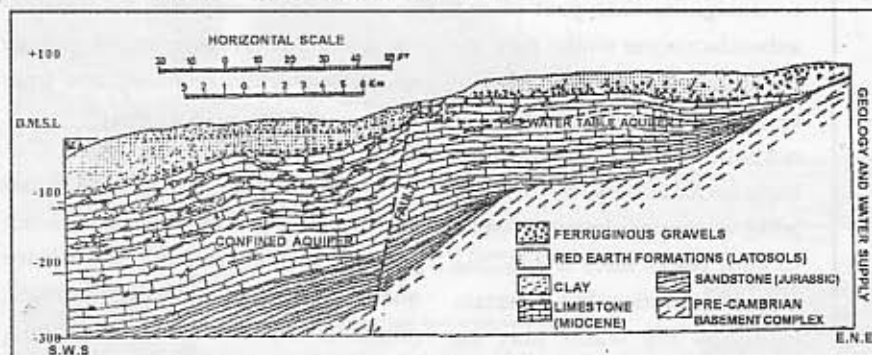 HORIZONTAL SCALE
+100
-100
-200
-300
WATER TABLE AQUIFER
FAULT
CONFINED AQUIFER
FERRUGINOUS GRAVELS
RED EARTH FORMATIONS (LATOSOLS)
CLAY
SANDSTONE (JURASSIC)
LIMESTONE
(MIOCENE)
PRE-CAMBRIAN
BASEMENT COMPLEX
S.W.S
E.N.E
GEOLOGY AND WATER SUPPLY